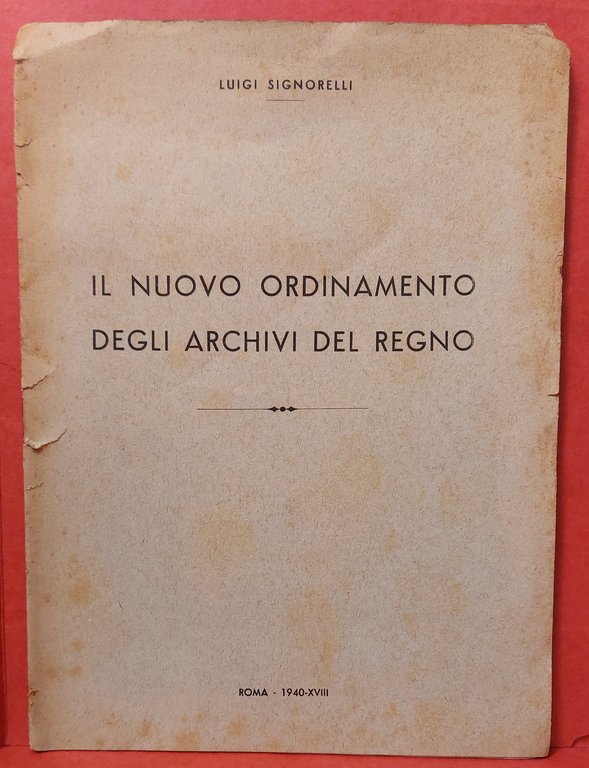 LUIGI SIGNORELLI
IL NUOVO ORDINAMENTO
DEGLI ARCHIVI DEL REGNO
ROMA - 1940-XVIII